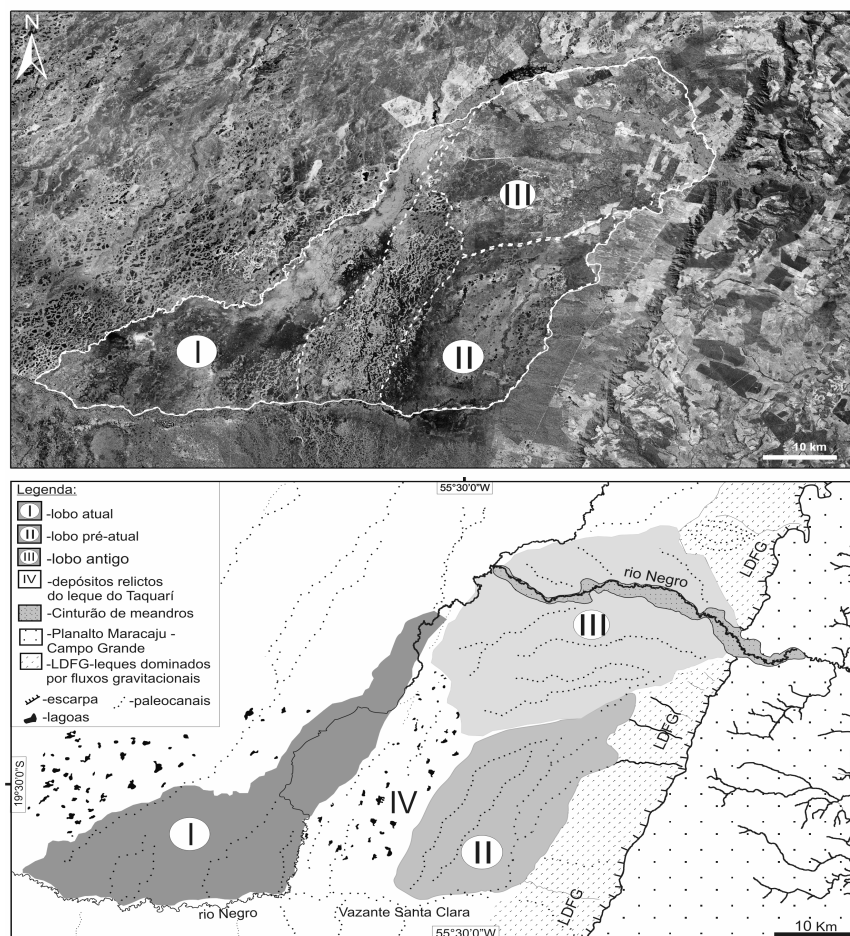 N
III
I
II
10 km
55°30'0"W
Legenda:
I -lobo atual
II -lobo pré-atual
III -lobo antigo
IV -depósitos relictos
do leque do Taquarí
-Cinturão de meandros
-Planalto Maracaju -
Campo Grande
-LDFG-leques dominados
por fluxos gravitacionais
-escarpa -paleocanais
-lagoas
LDFG
rio Negro
III
LDFG
19°30'0"S
IV
I
II
LDFG
rio Negro
Vazante Santa Clara
55°30'0"W
10 Km